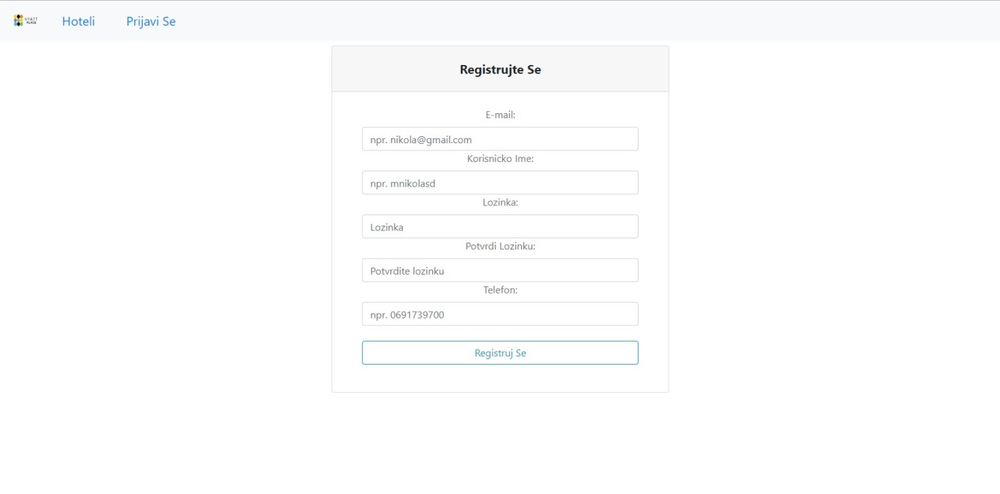 HYATT
PLACE
Hoteli
Prijavi Se
Registrujte Se
E-mail:
npr. nikola@gmail.com
Korisnicko Ime:
npr. mnikolasd
Lozinka:
Lozinka
Potvrdi Lozinku:
Potvrdite lozinku
Telefon:
npr. 0691739700
Registruj Se